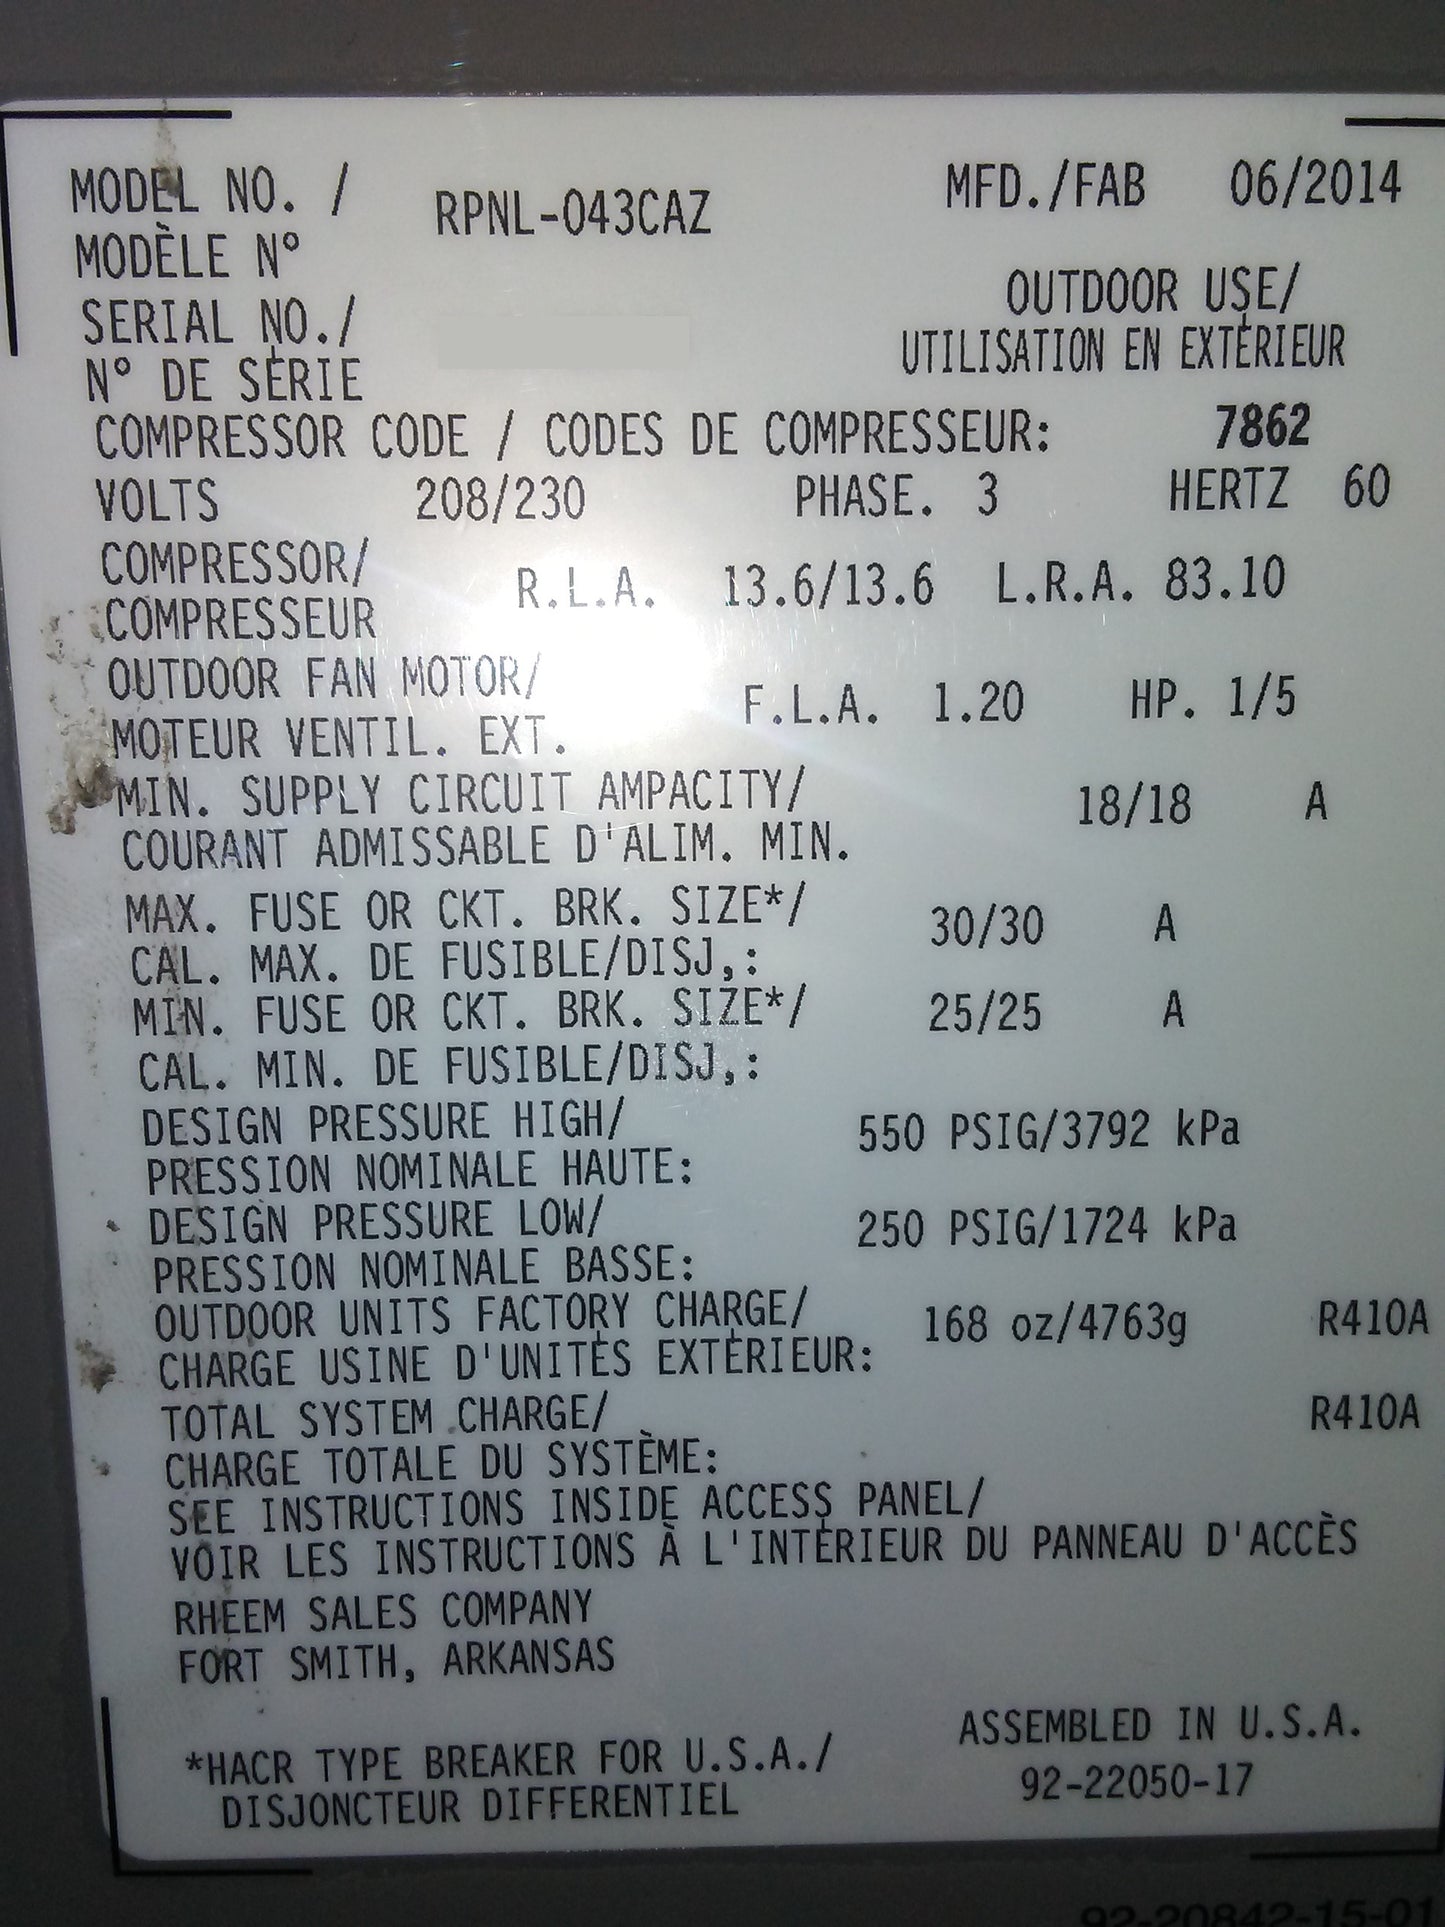 MODEL NO. / RPNL-043CAZ MFD./FAB 06/2014
MODÈLE N°
OUTDOOR USE/
SERIAL NO./
UTILISATION EN EXTÉRIEUR
N° DE SÉRIE
COMPRESSOR CODE / CODES DE COMPRESSEUR: 7862
VOLTS 208/230 PHASE. 3 HERTZ 60
COMPRESSOR/
R.L.A. 13.6/13.6 L.R.A. 83.10
COMPRESSEUR
OUTDOOR FAN MOTOR/
F.L.A. 1.20 HP. 1/5
MOTEUR VENTIL. EXT.
MIN. SUPPLY CIRCUIT AMPACITY/ 18/18 A
COURANT ADMISSABLE D'ALIM. MIN.
MAX. FUSE OR CKT. BRK. SIZE*/ 30/30 A
CAL. MAX. DE FUSIBLE/DISJ,:
MIN. FUSE OR CKT. BRK. SIZE*/ 25/25 A
CAL. MIN. DE FUSIBLE/DISJ,:
DESIGN PRESSURE HIGH/ 550 PSIG/3792 kPa
PRESSION NOMINALE HAUTE:
DESIGN PRESSURE LOW/ 250 PSIG/1724 kPa
PRESSION NOMINALE BASSE:
OUTDOOR UNITS FACTORY CHARGE/ 168 oz/4763g R410A
CHARGE USINE D'UNITÉS EXTÉRIEUR:
TOTAL SYSTEM CHARGE/ R410A
CHARGE TOTALE DU SYSTÈME:
SEE INSTRUCTIONS INSIDE ACCESS PANEL/
VOIR LES INSTRUCTIONS À L'INTÉRIEUR DU PANNEAU D'ACCÈS
RHEEM SALES COMPANY
FORT SMITH, ARKANSAS
ASSEMBLED IN U.S.A.
*HACR TYPE BREAKER FOR U.S.A./
92-22050-17
DISJONCTEUR DIFFERENTIEL
92-20842-15-01